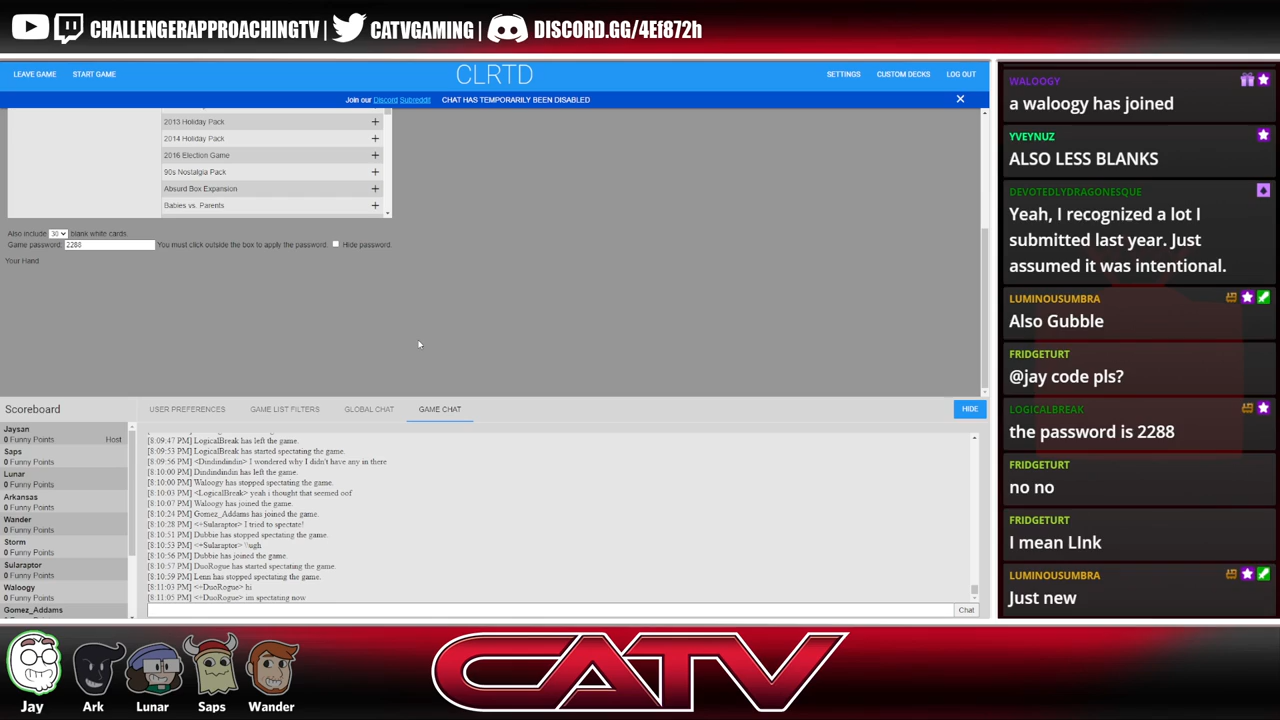 CHALLENGERAPPROACHINGTV | CATVGAMING | DISCORD.GG/4Ef872h
LEAVE GAME START GAME CLRTD SETTINGS CUSTOM DECKS LOG OUT
Join our Discord Subreddit CHAT HAS TEMPORARILY BEEN DISABLED
2013 Holiday Pack
2014 Holiday Pack
2016 Election Game
90s Nostalgia Pack
Absurd Box Expansion
Babies vs. Parents
Also include 30 blank white cards.
Game password: 2288 You must click outside the box to apply the password. Hide password.
Your Hand
Scoreboard
Jaysan
0 Funny Points Host
Saps
0 Funny Points
Lunar
0 Funny Points
Arkansas
0 Funny Points
Wander
0 Funny Points
Storm
0 Funny Points
Sularaptor
0 Funny Points
Waloogy
0 Funny Points
Gomez_Addams
USER PREFERENCES GAME LIST FILTERS GLOBAL CHAT GAME CHAT HIDE
[8:09:47 PM] LogicalBreak has left the game.
[8:09:53 PM] LogicalBreak has started spectating the game.
[8:09:56 PM] <Dindindindin> I wondered why I didn't have any in there
[8:10:00 PM] Dindindindin has left the game.
[8:10:00 PM] Waloogy has stopped spectating the game.
[8:10:03 PM] <LogicalBreak> yeah i thought that seemed oof
[8:10:07 PM] Waloogy has joined the game.
[8:10:24 PM] Gomez_Addams has joined the game.
[8:10:28 PM] <+Sularaptor> I tried to spectate!
[8:10:51 PM] Dubbie has stopped spectating the game.
[8:10:53 PM] <+Sularaptor> \\ugh
[8:10:56 PM] Dubbie has joined the game.
[8:10:57 PM] DuoRogue has started spectating the game.
[8:10:59 PM] Lenn has stopped spectating the game.
[8:11:03 PM] <+DuoRogue> hi
[8:11:05 PM] <+DuoRogue> im spectating now
Chat
WALOOGY
a waloogy has joined
YVEYNUZ
ALSO LESS BLANKS
DEVOTEDLYDRAGONESQUE
Yeah, I recognized a lot I
submitted last year. Just
assumed it was intentional.
LUMINOUSUMBRA
Also Gubble
FRIDGETURT
@jay code pls?
LOGICALBREAK
the password is 2288
FRIDGETURT
no no
FRIDGETURT
I mean LInk
LUMINOUSUMBRA
Just new
Jay Ark Lunar Saps Wander
CATV